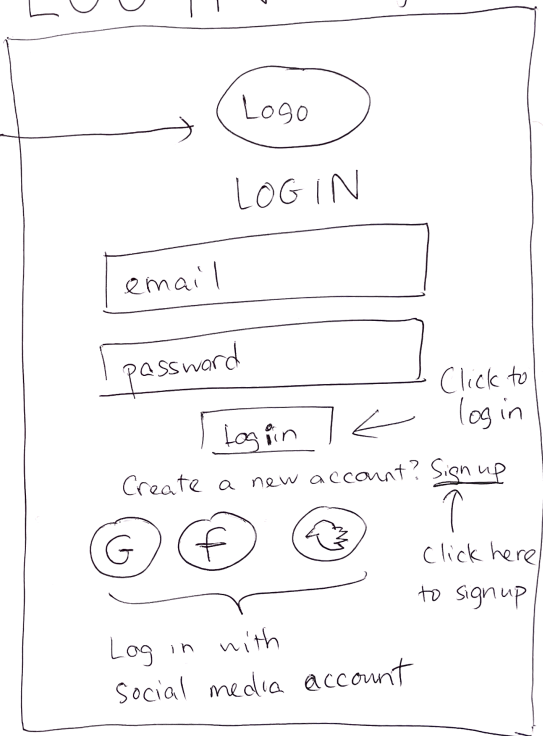 Logo
LOGIN
email
password
Click to
log in
Login
Create a new account? Sign up
G f
Click here
to signup
Log in with
Social media account